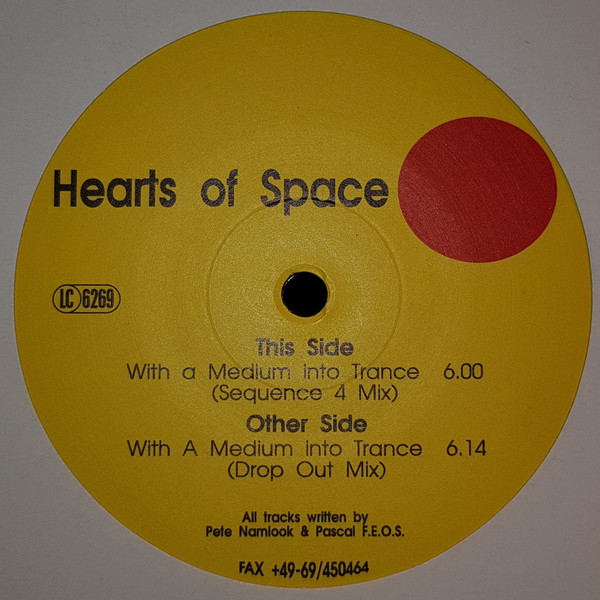 Hearts of Space
LC 6269
This Side
With a Medium into Trance 6.00
(Sequence 4 Mix)
Other Side
With A Medium into Trance 6.14
(Drop Out Mix)
All tracks written by
Pete Namlook & Pascal F.E.O.S.
FAX +49-69/450464